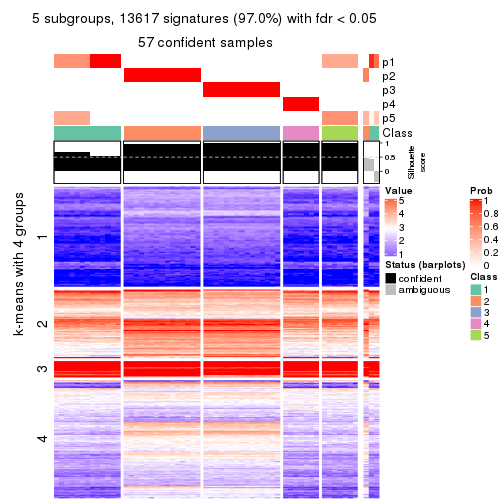 5 subgroups, 13617 signatures (97.0%) with fdr < 0.05
57 confident samples
p1
p2
p3
p4
p5
Class
1
0.5
0
Silhouette
score
k-means with 4 groups
1
2
3
4
Value
5
4
3
2
1
Status (barplots)
confident
ambiguous
Prob
1
0.8
0.6
0.4
0.2
0
Class
1
2
3
4
5